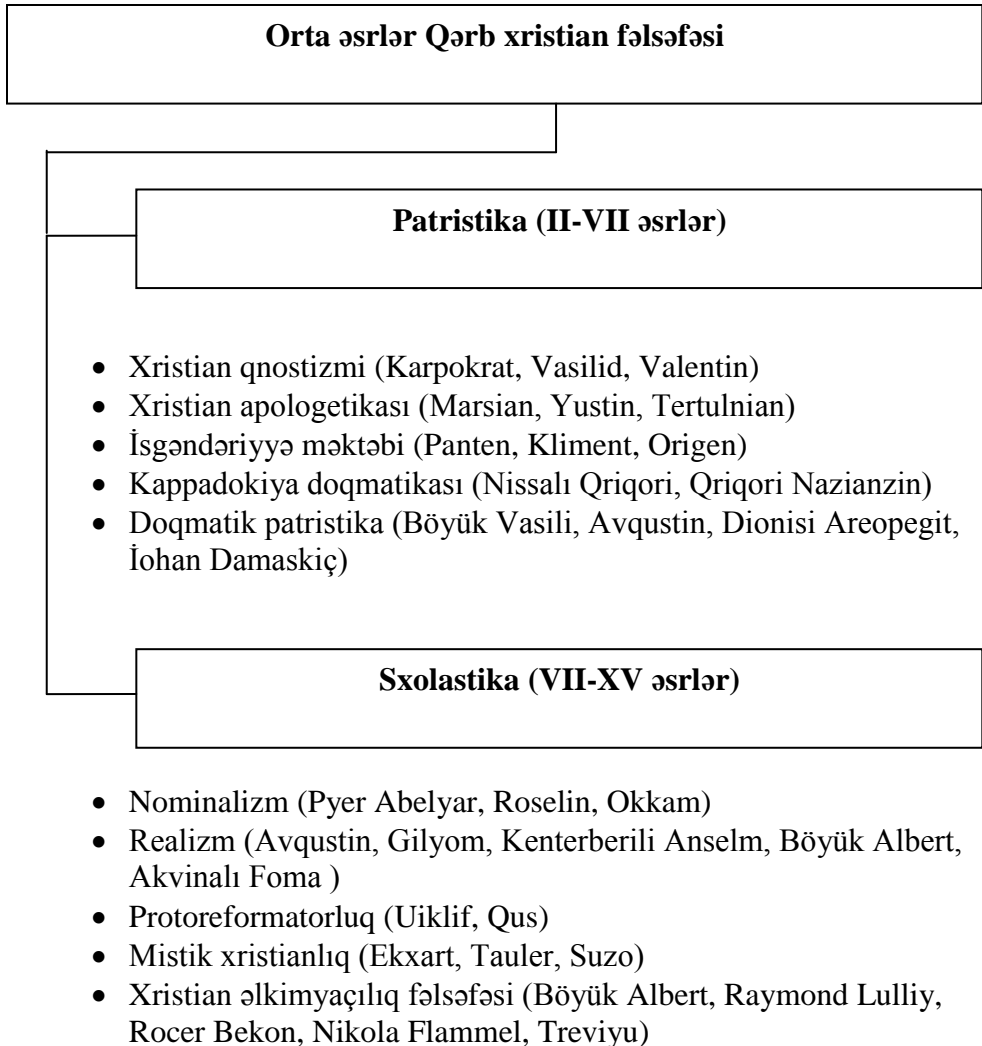 Orta əsrlər Qərb xristian fəlsəfəsi
Patristika (II-VII əsrlər)
• Xristian qnostizmi (Karpokrat, Vasilid, Valentin)
• Xristian apologetikası (Marsian, Yustin, Tertulnian)
• İsgəndəriyyə məktəbi (Panten, Kliment, Origen)
• Kappadokiya doqmatikası (Nissalı Qriqori, Qriqori Nazianzin)
• Doqmatik patristika (Böyük Vasili, Avqustin, Dionisi Areopegit,
İohan Damaskiç)
Sxolastika (VII-XV əsrlər)
• Nominalizm (Pyer Abelyar, Roselin, Okkam)
• Realizm (Avqustin, Gilyom, Kenterberili Anselm, Böyük Albert,
Akvinalı Foma )
• Protoreformatorluq (Uiklif, Qus)
• Mistik xristianlıq (Ekxart, Tauler, Suzo)
• Xristian əlkimyaçılıq fəlsəfəsi (Böyük Albert, Raymond Lulliy,
Rocer Bekon, Nikola Flammel, Treviyu)